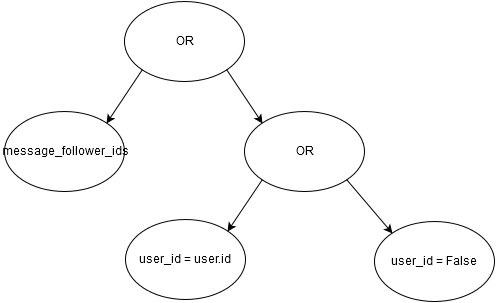 OR
message_follower_ids
OR
user_id = user.id
user_id = False